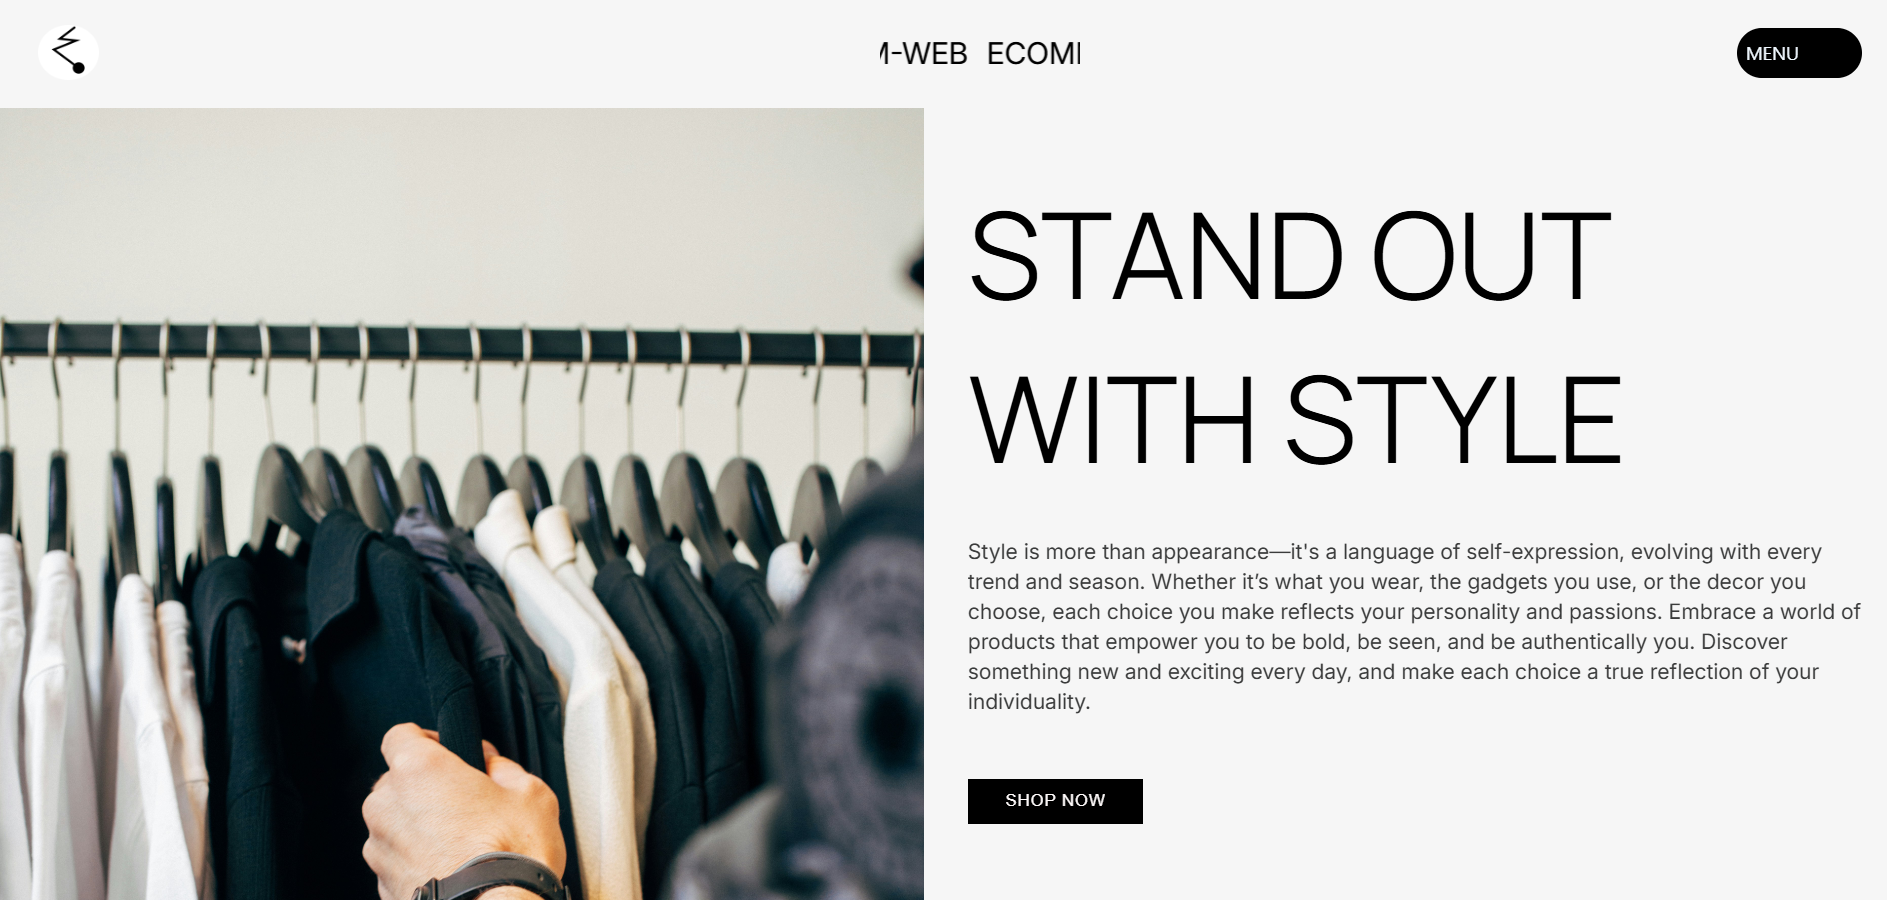 M-WEB ECOM
MENU
STAND OUT
WITH STYLE
Style is more than appearance—it's a language of self-expression, evolving with every
trend and season. Whether it’s what you wear, the gadgets you use, or the decor you
choose, each choice you make reflects your personality and passions. Embrace a world of
products that empower you to be bold, be seen, and be authentically you. Discover
something new and exciting every day, and make each choice a true reflection of your
individuality.
SHOP NOW